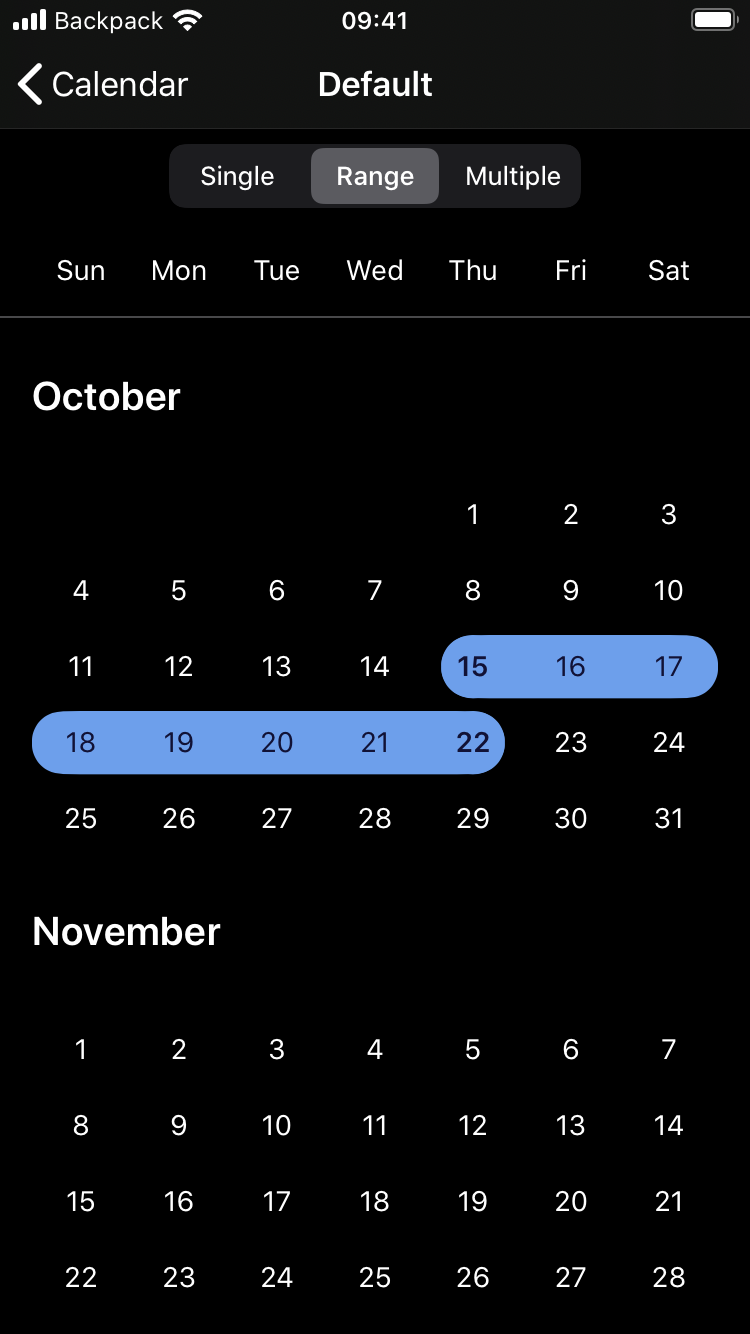 Backpack 09:41
Calendar Default
Single Range Multiple
Sun Mon Tue Wed Thu Fri Sat
October
1 2 3
4 5 6 7 8 9 10
11 12 13 14 15 16 17
18 19 20 21 22 23 24
25 26 27 28 29 30 31
November
1 2 3 4 5 6 7
8 9 10 11 12 13 14
15 16 17 18 19 20 21
22 23 24 25 26 27 28